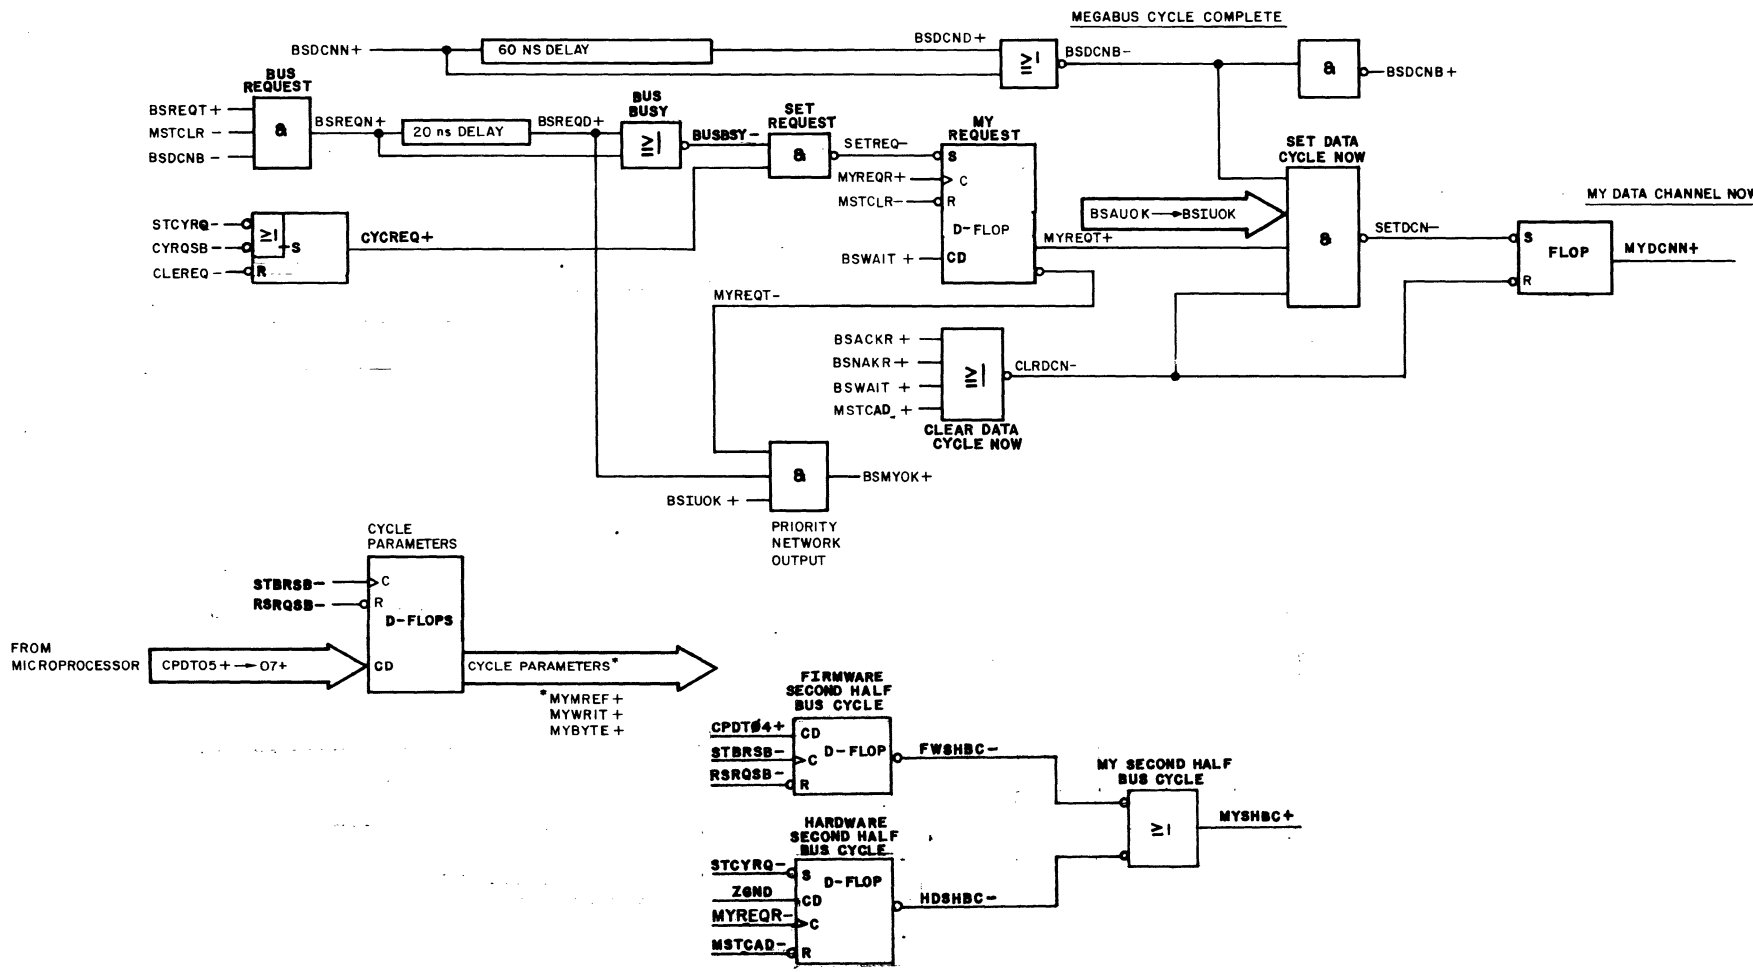 MEGABUS CYCLE COMPLETE
BSDCNN+
60 NS DELAY
BSDCND+
≥1
BSDCNB-
&
BSDCNB+
BUS
REQUEST
BSREQT+
MSTCLR-
BSDCNB-
&
BSREQN+
20 ns DELAY
BSREQD+
BUS
BUSY
≥1
BUSBSY-
SET
REQUEST
&
SETREQ-
MYREQR+
MSTCLR-
BSWAIT+
MY
REQUEST
S
C
R
D-FLOP
CD
MYREQT+
MYREQT-
BSAUOK→BSIUOK
SET DATA
CYCLE NOW
&
SETDCN-
MY DATA CHANNEL NOW
S
FLOP
R
MYDCNN+
STCYRQ-
CYRQSB-
CLEREQ-
≥1
S
R
CYCREQ+
BSACKR+
BSNAKR+
BSWAIT+
MSTCAD+
≥1
CLRDCN-
CLEAR DATA
CYCLE NOW
BSIUOK+
&
BSMYOK+
PRIORITY
NETWORK
OUTPUT
CYCLE
PARAMETERS
STBRSB-
RSRQSB-
C
R
D-FLOPS
CD
FROM
MICROPROCESSOR
CPDT05+→07+
CYCLE PARAMETERS*
*MYMREF+
MYWRIT+
MYBYTE+
FIRMWARE
SECOND HALF
BUS CYCLE
CPDTØ4+
STBRSB-
RSRQSB-
CD
D-FLOP
C
R
FWSHBC-
HARDWARE
SECOND HALF
BUS CYCLE
STCYRQ-
ZGND
MYREQR-
MSTCAD-
S
D-FLOP
CD
C
R
HDSHBC-
MY SECOND HALF
BUS CYCLE
≥1
MYSHBC+